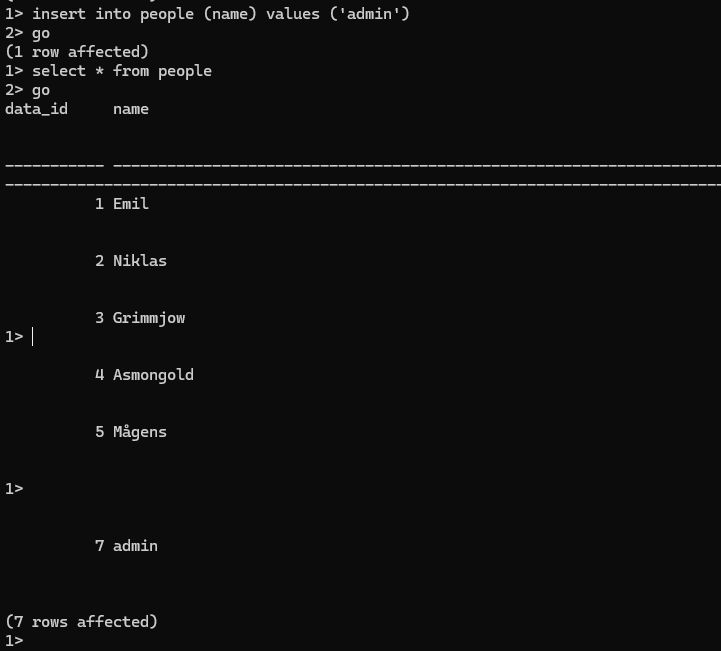 1> insert into people (name) values ('admin')
2> go
(1 row affected)
1> select * from people
2> go
data_id     name
----------- --------------------------------------------------------------------
--------------------------------------------------------------------------------
          1 Emil
          2 Niklas
          3 Grimmjow
1>
          4 Asmongold
          5 Mågens
1>
          7 admin
(7 rows affected)
1>